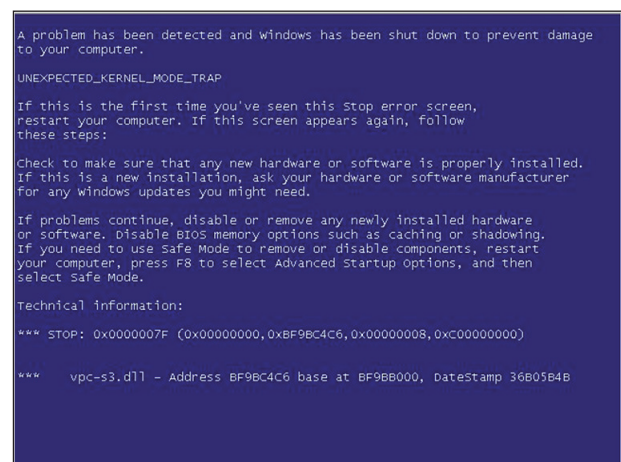 A problem has been detected and Windows has been shut down to prevent damage
to your computer.
UNEXPECTED_KERNEL_MODE_TRAP
If this is the first time you've seen this Stop error screen,
restart your computer. If this screen appears again, follow
these steps:
Check to make sure that any new hardware or software is properly installed.
If this is a new installation, ask your hardware or software manufacturer
for any Windows updates you might need.
If problems continue, disable or remove any newly installed hardware
or software. Disable BIOS memory options such as caching or shadowing.
If you need to use Safe Mode to remove or disable components, restart
your computer, press F8 to select Advanced Startup Options, and then
select Safe Mode.
Technical information:
*** STOP: 0x0000007F (0x00000000,0xBF9BC4C6,0x00000008,0xC0000000)
*** vpc-s3.dll - Address BF9BC4C6 base at BF9BB000, DateStamp 36B05B4B